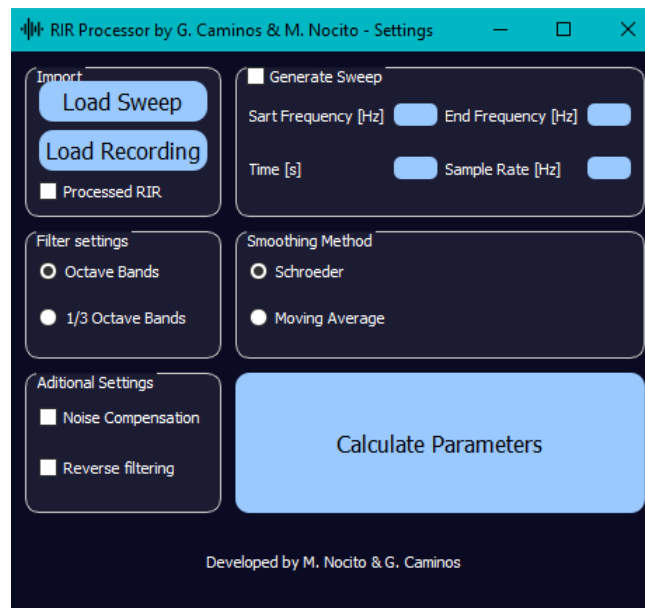 RIR Processor by G. Caminos & M. Nocito - Settings
Import
Load Sweep
Load Recording
Processed RIR
Generate Sweep
Sart Frequency [Hz] End Frequency [Hz]
Time [s] Sample Rate [Hz]
Filter settings
Octave Bands
1/3 Octave Bands
Smoothing Method
Schroeder
Moving Average
Aditional Settings
Noise Compensation
Reverse filtering
Calculate Parameters
Developed by M. Nocito & G. Caminos